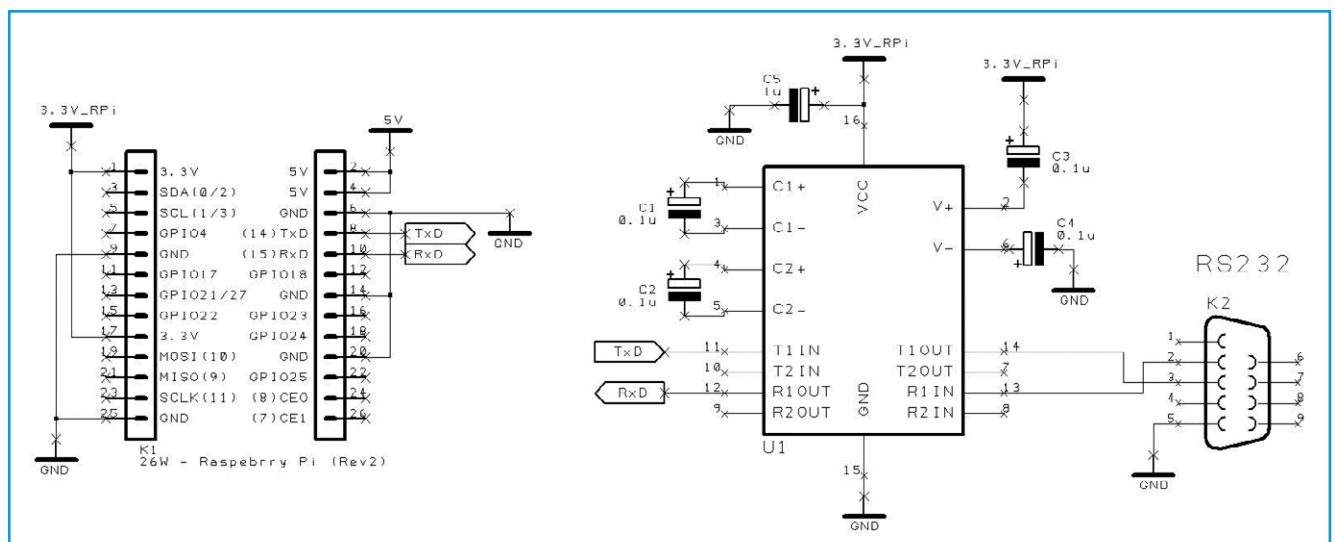 3.3V_RPi
5V
1 3.3V 5V 2
3 SDA(0/2) 5V 4
5 SCL(1/3) GND 6
7 GPIO4 (14)TxD 8 TxD
9 GND (15)RxD 10 RxD
11 GPIO17 GPIO18 12
13 GPIO21/27 GND 14
15 GPIO22 GPIO23 16
17 3.3V GPIO24 18
19 MOSI(10) GND 20
21 MISO(9) GPIO25 22
23 SCLK(11) (8)CE0 24
25 GND (7)CE1 26
GND
GND
K1
26W - Raspebrry Pi (Rev2)
3.3V_RPi
3.3V_RPi
C5
1u
+
GND
16
VCC
+
C3
0.1u
1 C1+
+
C1
0.1u
3 C1-
V+ 2
4 C2+
+
C2
0.1u
5 C2-
V- 6
C4
0.1u
+
GND
TxD 11 T1IN T1OUT 14
10 T2IN T2OUT 7
RxD 12 R1OUT R1IN 13
9 R2OUT R2IN 8
GND
U1
15
GND
RS232
K2
1
2
3
4
5
6
7
8
9
GND